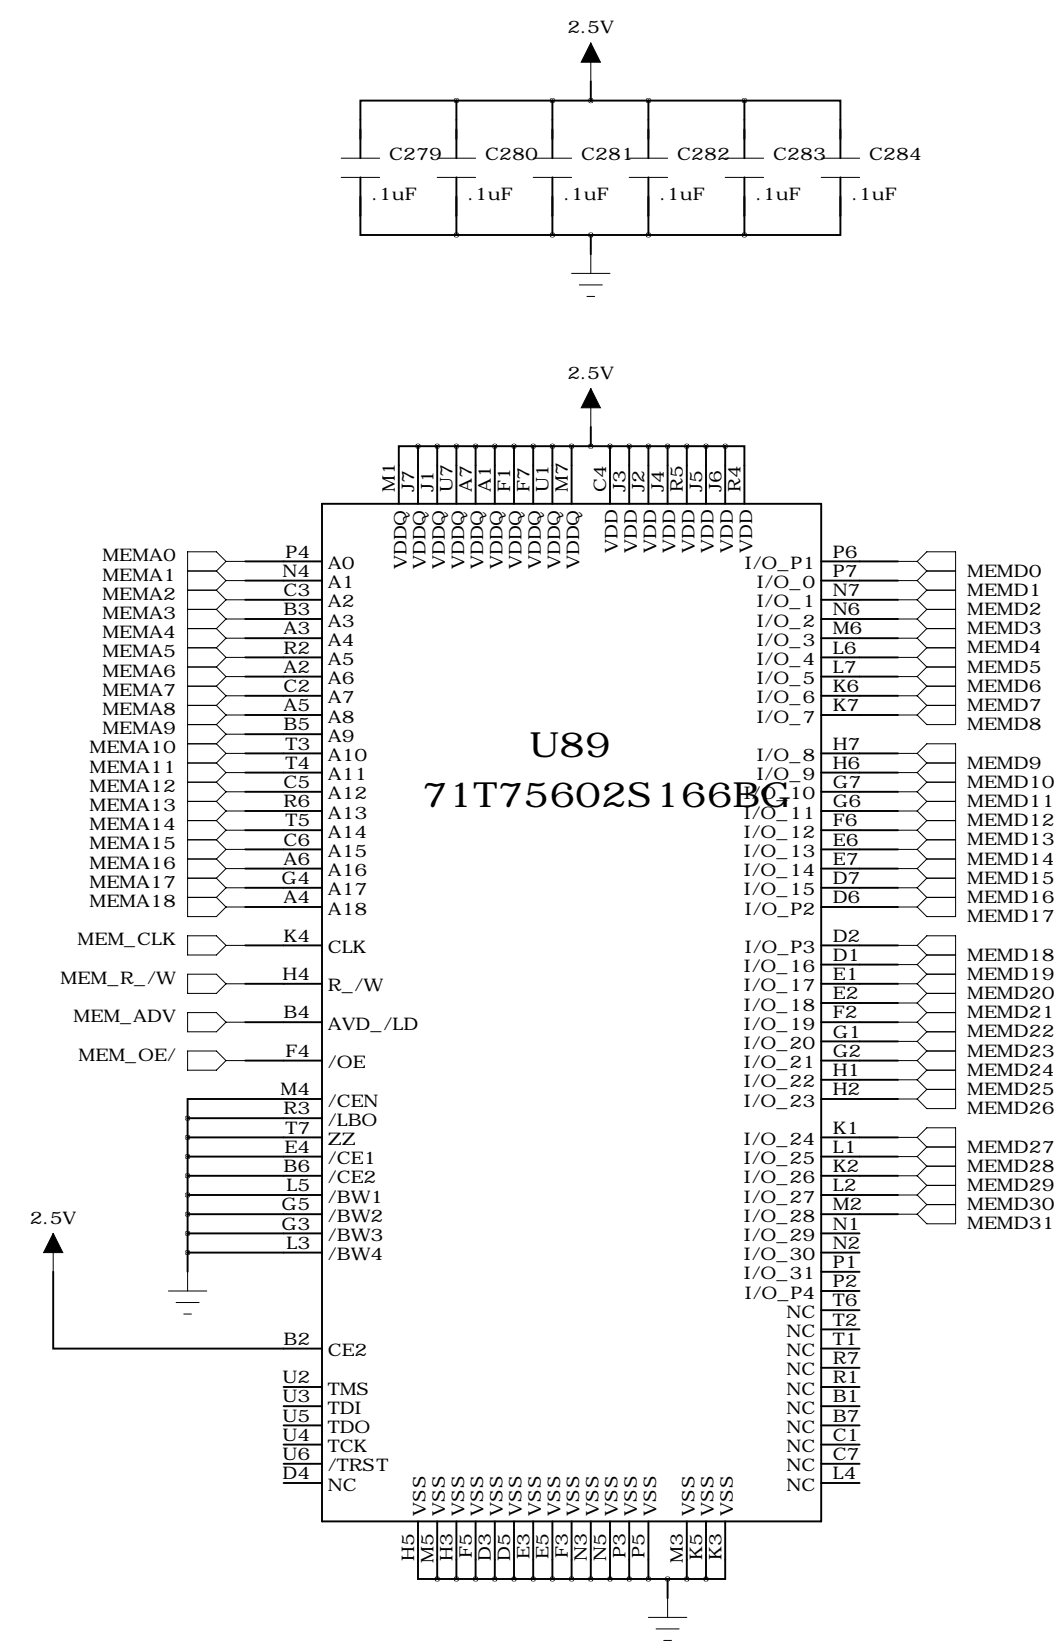 2.5V
C279 C280 C281 C282 C283 C284
.1uF .1uF .1uF .1uF .1uF .1uF
2.5V
M1 J7 J1 U7 A7 A1 F1 F7 U1 M7 C4 J3 J2 J4 R5 J5 J6 R4
VDDQ VDDQ VDDQ VDDQ VDDQ VDDQ VDDQ VDDQ VDDQ VDDQ VDD VDD VDD VDD VDD VDD VDD VDD
U89
71T75602S166BG
MEMA0 P4 A0
MEMA1 N4 A1
MEMA2 C3 A2
MEMA3 B3 A3
MEMA4 A3 A4
MEMA5 R2 A5
MEMA6 A2 A6
MEMA7 C2 A7
MEMA8 A5 A8
MEMA9 B5 A9
MEMA10 T3 A10
MEMA11 T4 A11
MEMA12 C5 A12
MEMA13 R6 A13
MEMA14 T5 A14
MEMA15 C6 A15
MEMA16 A6 A16
MEMA17 G4 A17
MEMA18 A4 A18
MEM_CLK K4 CLK
MEM_R_/W H4 R_/W
MEM_ADV B4 AVD_/LD
MEM_OE/ F4 /OE
M4 /CEN
R3 /LBO
T7 ZZ
E4 /CE1
B6 /CE2
L5 /BW1
G5 /BW2
G3 /BW3
L3 /BW4
2.5V
B2 CE2
U2 TMS
U3 TDI
U5 TDO
U4 TCK
U6 /TRST
D4 NC
I/O_P1 P6 MEMD0
I/O_0 P7 MEMD1
I/O_1 N7 MEMD2
I/O_2 N6 MEMD3
I/O_3 M6 MEMD4
I/O_4 L6 MEMD5
I/O_5 L7 MEMD6
I/O_6 K6 MEMD7
I/O_7 K7 MEMD8
I/O_8 H7 MEMD9
I/O_9 H6 MEMD10
I/O_10 G7 MEMD11
I/O_11 G6 MEMD12
I/O_12 F6 MEMD13
I/O_13 E6 MEMD14
I/O_14 E7 MEMD15
I/O_15 D7 MEMD16
I/O_P2 D6 MEMD17
I/O_P3 D2 MEMD18
I/O_16 D1 MEMD19
I/O_17 E1 MEMD20
I/O_18 E2 MEMD21
I/O_19 F2 MEMD22
I/O_20 G1 MEMD23
I/O_21 G2 MEMD24
I/O_22 H1 MEMD25
I/O_23 H2 MEMD26
I/O_24 K1 MEMD27
I/O_25 L1 MEMD28
I/O_26 K2 MEMD29
I/O_27 L2 MEMD30
I/O_28 M2 MEMD31
I/O_29 N1
I/O_30 N2
I/O_31 P1
I/O_P4 P2
NC T6
NC T2
NC T1
NC R7
NC R1
NC B1
NC B7
NC C1
NC C7
NC L4
VSS VSS VSS VSS VSS VSS VSS VSS VSS VSS VSS VSS VSS VSS VSS VSS
H5 M5 H3 F5 D3 D5 E3 E5 F3 N3 N5 P3 P5 M3 K5 K3